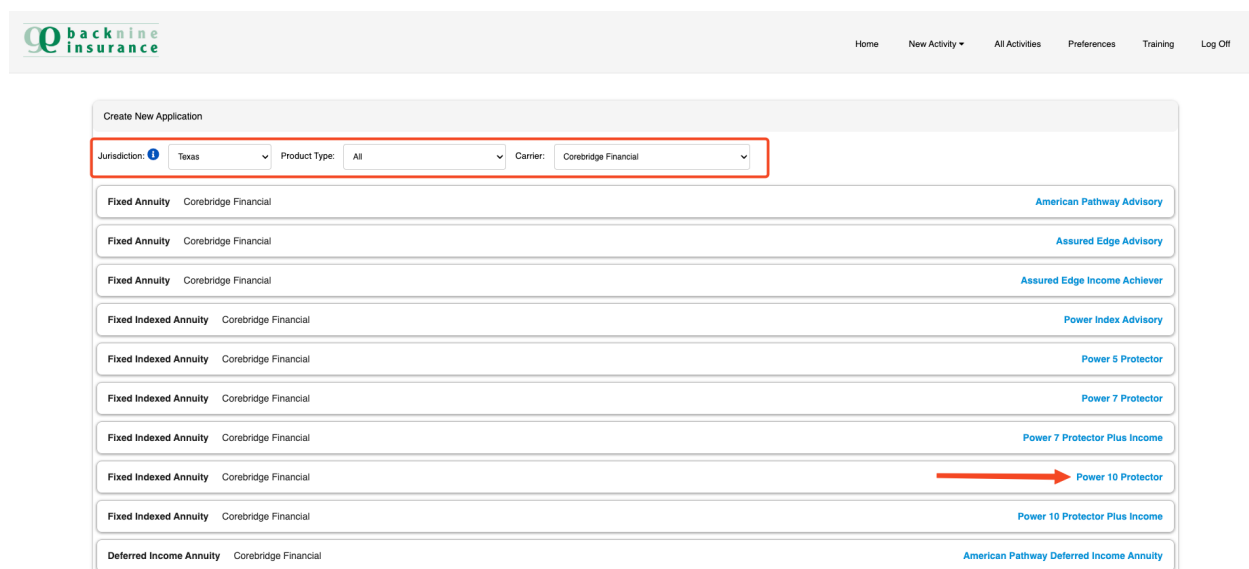 backnine
insurance
Home New Activity All Activities Preferences Training Log Off
Create New Application
Jurisdiction: i Texas Product Type: All Carrier: Corebridge Financial
Fixed Annuity Corebridge Financial American Pathway Advisory
Fixed Annuity Corebridge Financial Assured Edge Advisory
Fixed Annuity Corebridge Financial Assured Edge Income Achiever
Fixed Indexed Annuity Corebridge Financial Power Index Advisory
Fixed Indexed Annuity Corebridge Financial Power 5 Protector
Fixed Indexed Annuity Corebridge Financial Power 7 Protector
Fixed Indexed Annuity Corebridge Financial Power 7 Protector Plus Income
Fixed Indexed Annuity Corebridge Financial Power 10 Protector
Fixed Indexed Annuity Corebridge Financial Power 10 Protector Plus Income
Deferred Income Annuity Corebridge Financial American Pathway Deferred Income Annuity